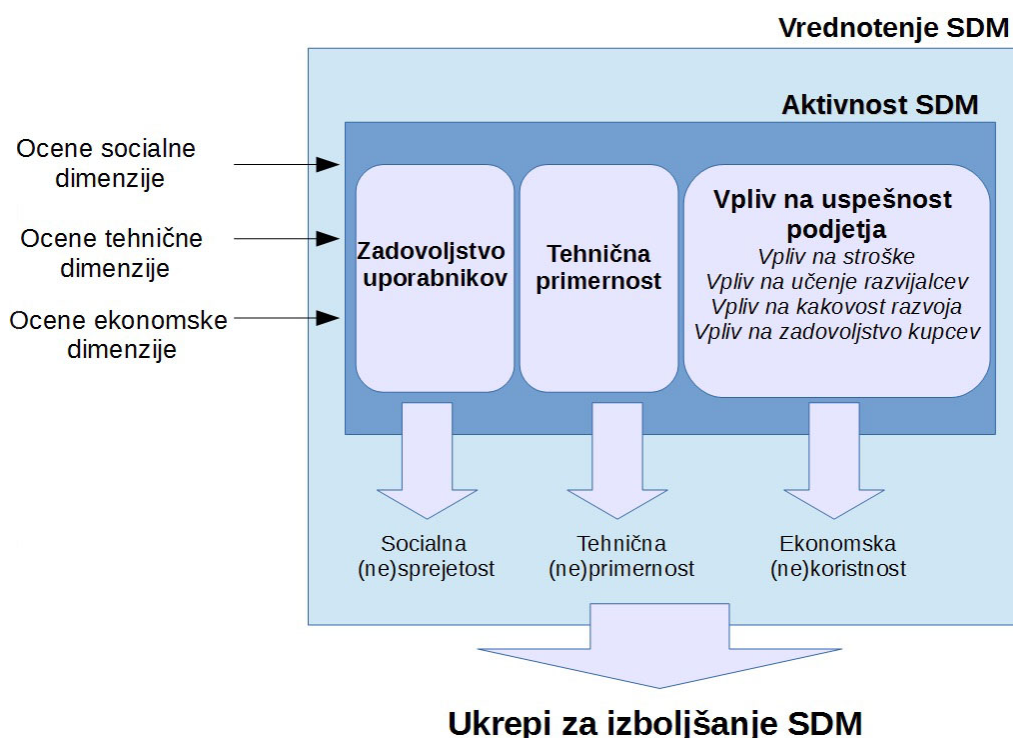 Vrednotenje SDM
Aktivnost SDM
Ocene socialne
dimenzije
Ocene tehnične
dimenzije
Ocene ekonomske
dimenzije
Zadovoljstvo
uporabnikov
Tehnična
primernost
Vpliv na uspešnost
podjetja
Vpliv na stroške
Vpliv na učenje razvijalcev
Vpliv na kakovost razvoja
Vpliv na zadovoljstvo kupcev
Socialna
(ne)sprejetost
Tehnična
(ne)primernost
Ekonomska
(ne)koristnost
Ukrepi za izboljšanje SDM